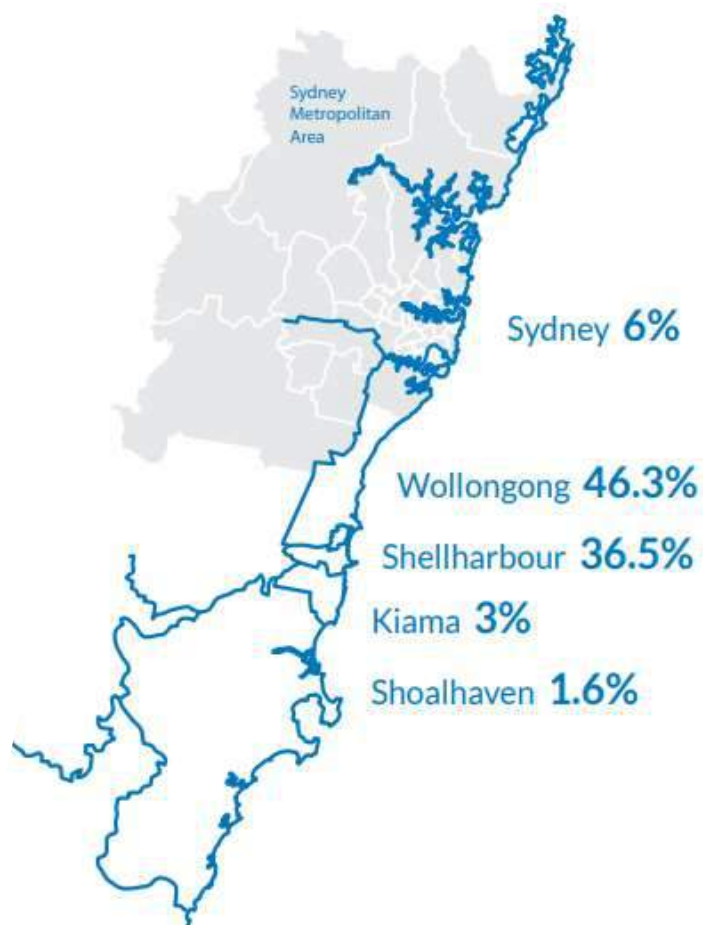 Sydney
Metropolitan
Area
Sydney 6%
Wollongong 46.3%
Shellharbour 36.5%
Kiama 3%
Shoalhaven 1.6%